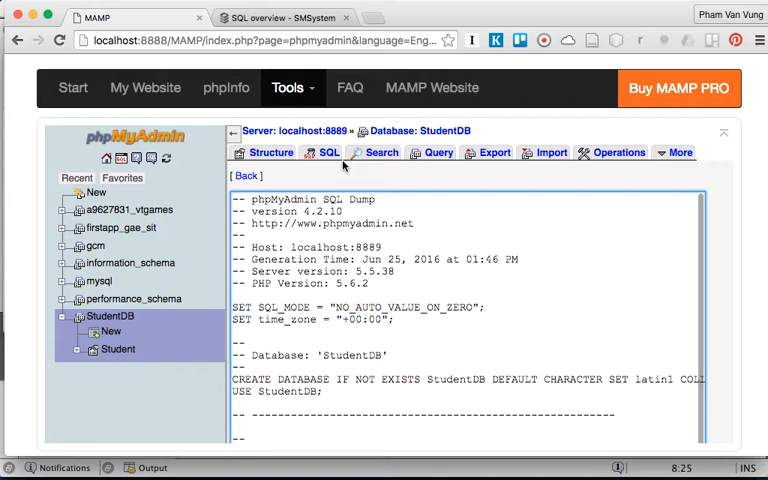 MAMP
SQL overview - SMSystem
Pham Van Vung
localhost:8888/MAMP/index.php?page=phpmyadmin&language=Eng...
Start My Website phpInfo Tools FAQ MAMP Website Buy MAMP PRO
phpMyAdmin
Recent Favorites
New
a9627831_vtgames
firstapp_gae_sit
gcm
information_schema
mysql
performance_schema
StudentDB
New
Student
Server: localhost:8889 » Database: StudentDB
Structure SQL Search Query Export Import Operations More
[ Back ]
-- phpMyAdmin SQL Dump
-- version 4.2.10
-- http://www.phpmyadmin.net
--
-- Host: localhost:8889
-- Generation Time: Jun 25, 2016 at 01:46 PM
-- Server version: 5.5.38
-- PHP Version: 5.6.2
SET SQL_MODE = "NO_AUTO_VALUE_ON_ZERO";
SET time_zone = "+00:00";
--
-- Database: 'StudentDB'
--
CREATE DATABASE IF NOT EXISTS StudentDB DEFAULT CHARACTER SET latin1 COLL
USE StudentDB;
-- --------------------------------------------------------
--
Notifications Output 8:25 INS